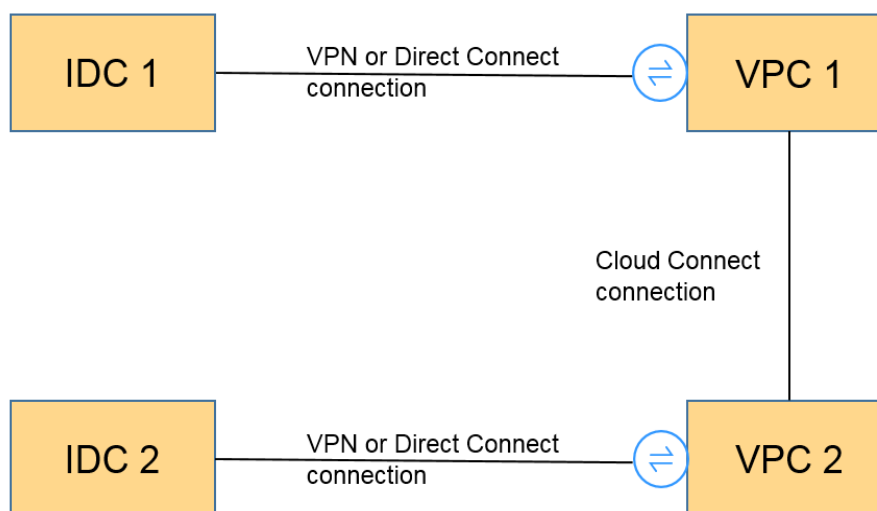 IDC 1
VPN or Direct Connect
connection
VPC 1
Cloud Connect
connection
IDC 2
VPN or Direct Connect
connection
VPC 2